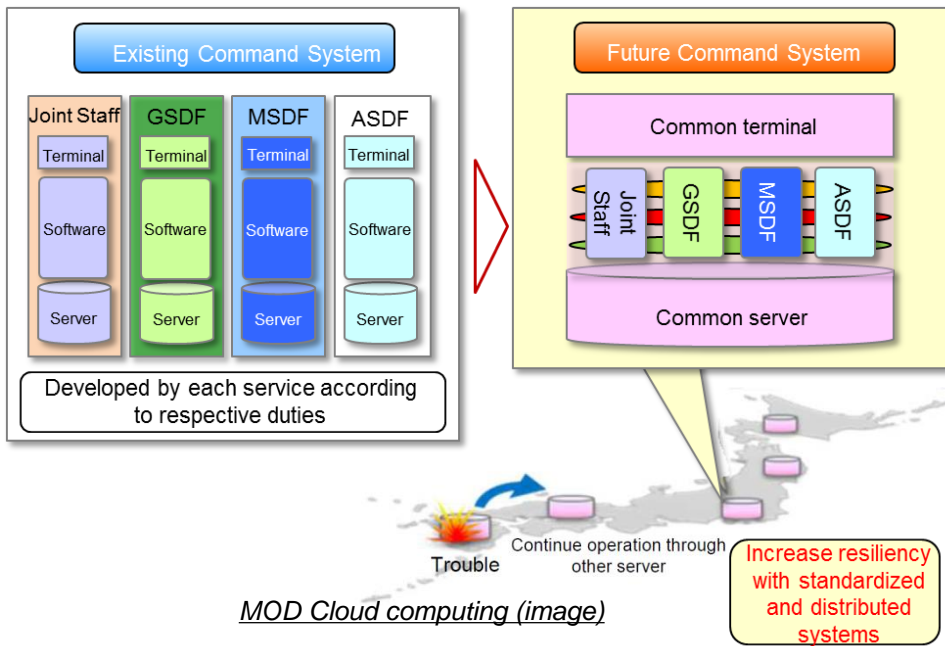 Existing Command System
Joint Staff
GSDF
MSDF
ASDF
Terminal
Terminal
Terminal
Terminal
Software
Software
Software
Software
Server
Server
Server
Server
Developed by each service according
to respective duties
Future Command System
Common terminal
Joint
Staff
GSDF
MSDF
ASDF
Common server
Trouble
Continue operation through
other server
Increase resiliency
with standardized
and distributed
systems
MOD Cloud computing (image)